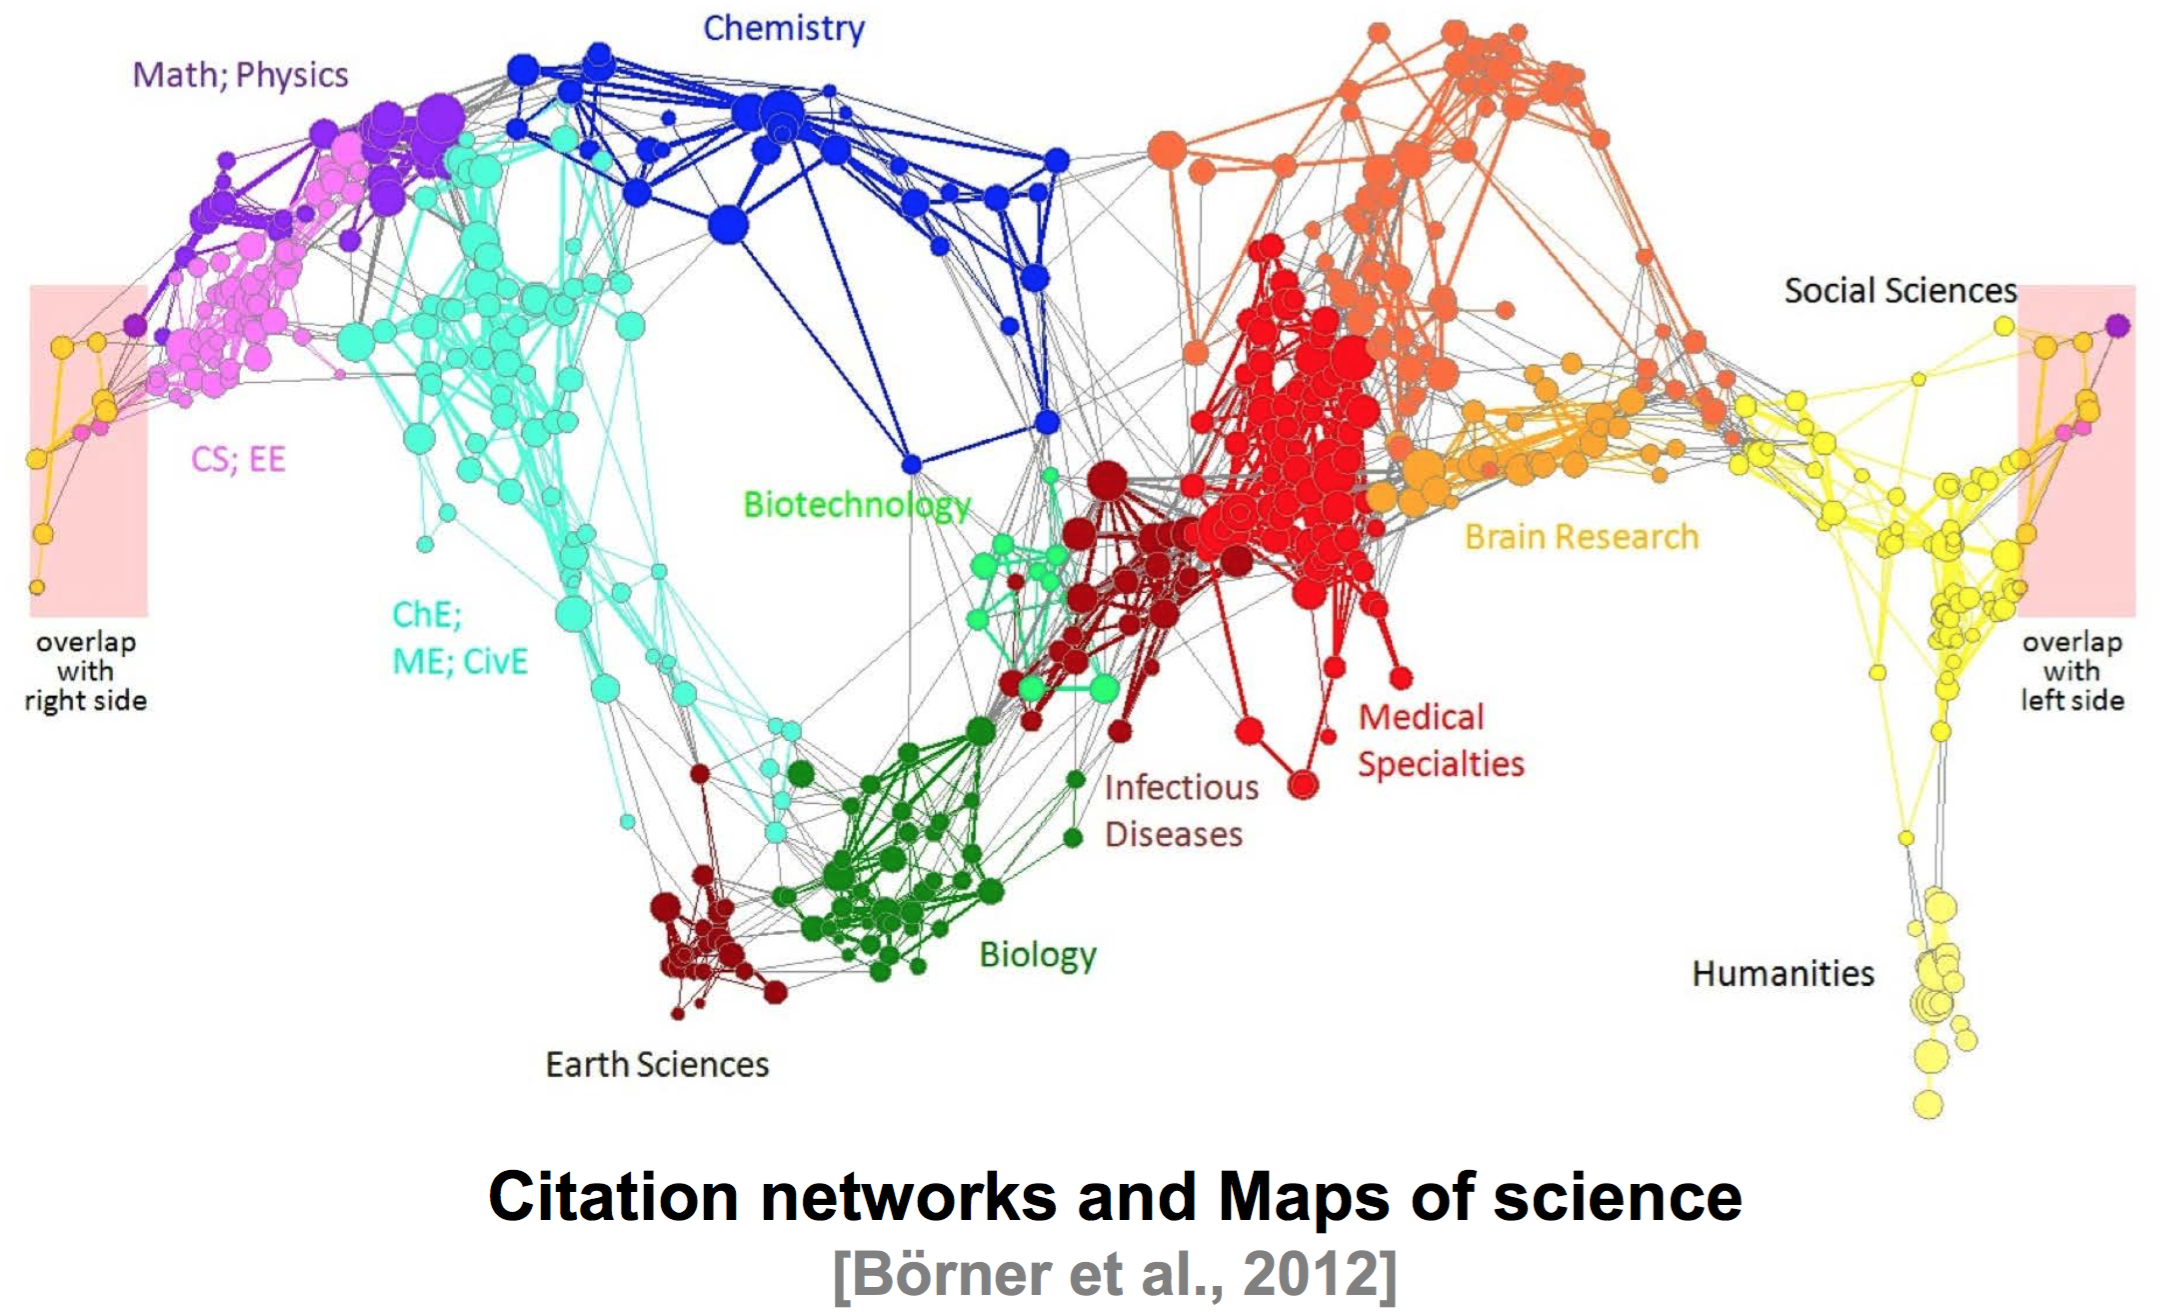 Chemistry
Math; Physics
Social Sciences
CS; EE
Biotechnology
Brain Research
ChE;
ME; CivE
overlap
with
right side
overlap
with
left side
Medical
Specialties
Infectious
Diseases
Biology
Humanities
Earth Sciences
Citation networks and Maps of science
[Börner et al., 2012]